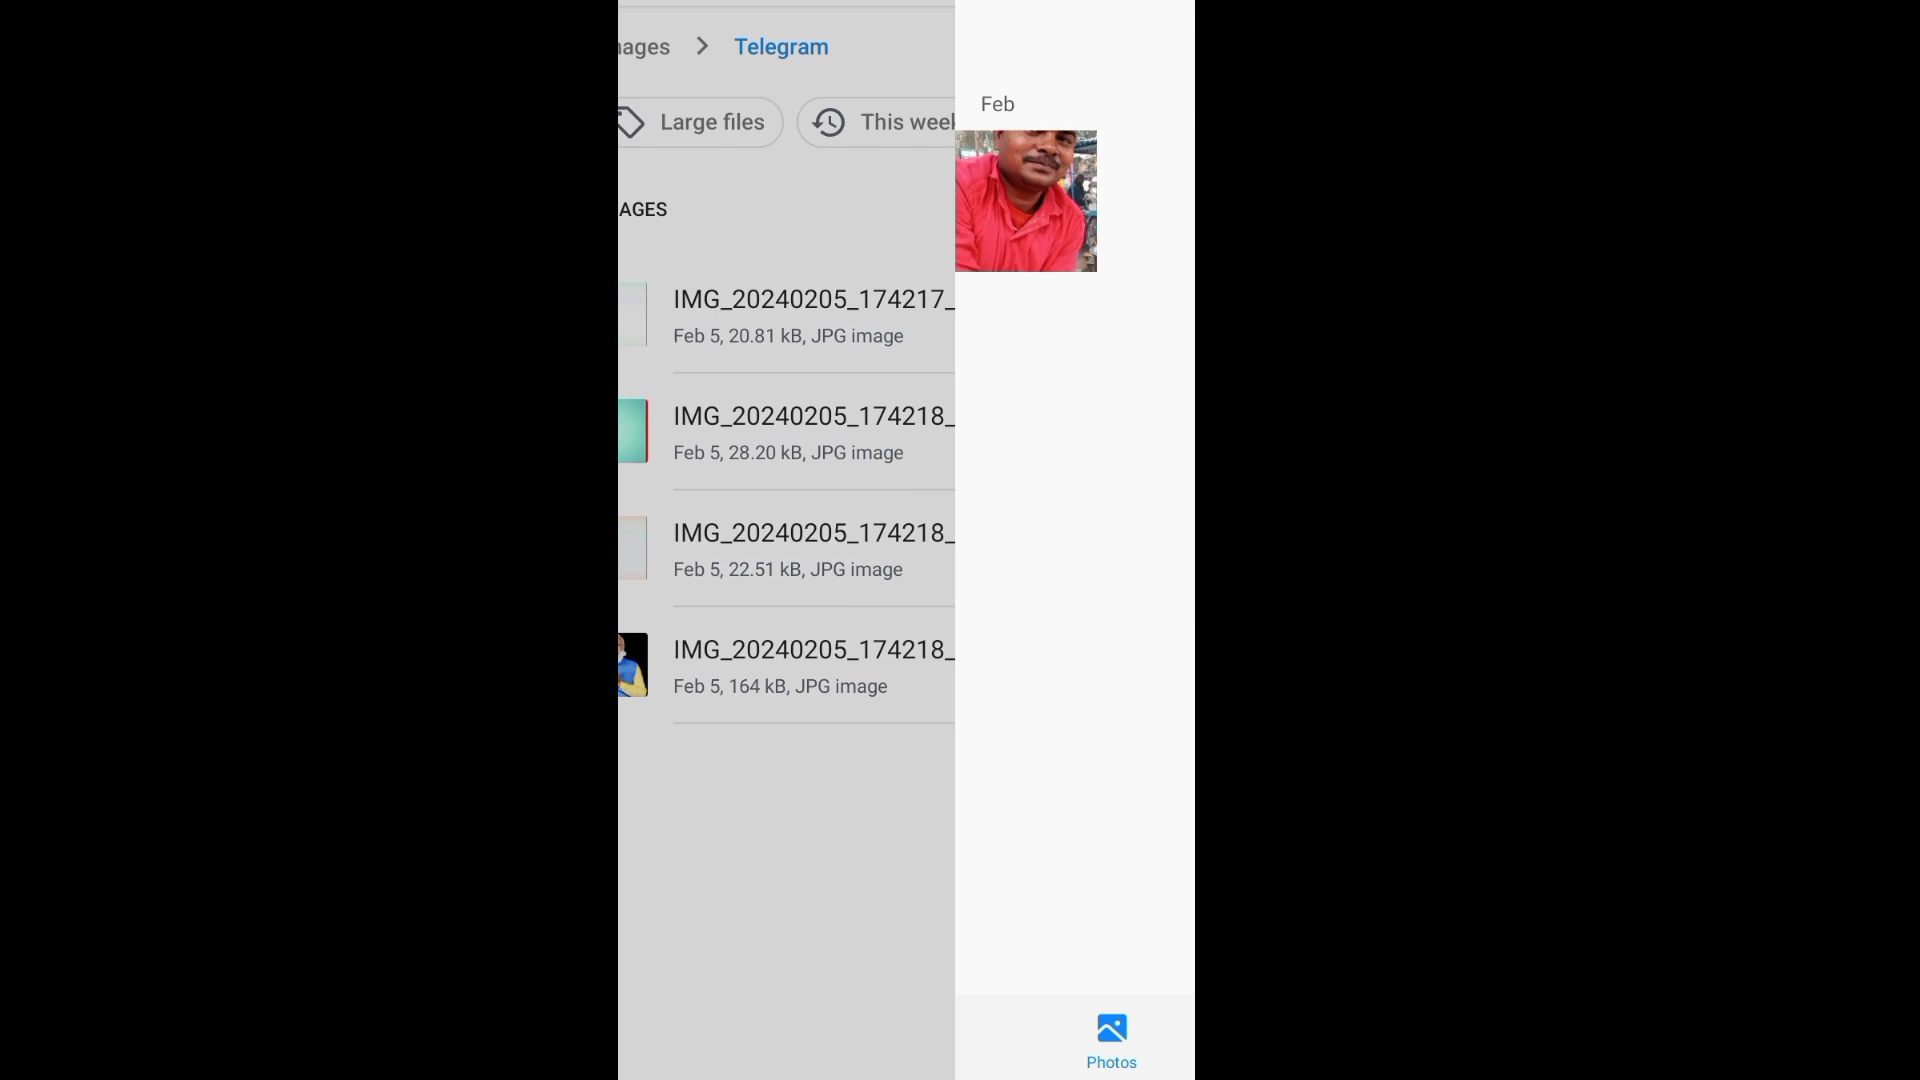 mages > Telegram
Large files
This week
AGES
IMG_20240205_174217_
Feb 5, 20.81 kB, JPG image
IMG_20240205_174218_
Feb 5, 28.20 kB, JPG image
IMG_20240205_174218_
Feb 5, 22.51 kB, JPG image
IMG_20240205_174218_
Feb 5, 164 kB, JPG image
Feb
Photos